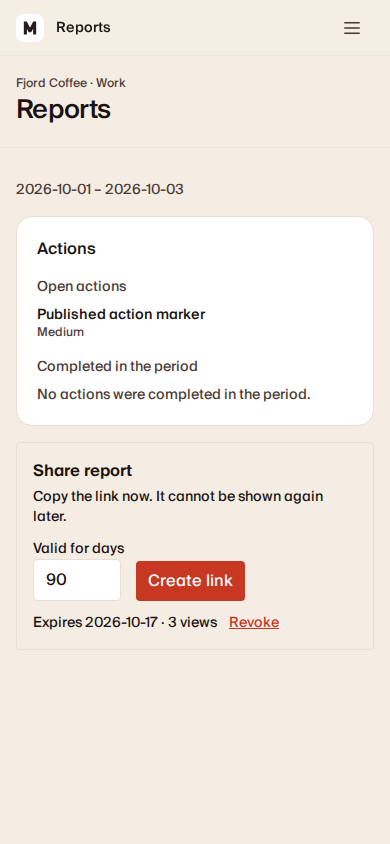 M Reports
Fjord Coffee · Work
Reports
2026-10-01 – 2026-10-03
Actions
Open actions
Published action marker
Medium
Completed in the period
No actions were completed in the period.
Share report
Copy the link now. It cannot be shown again
later.
Valid for days
90 Create link
Expires 2026-10-17 · 3 views Revoke